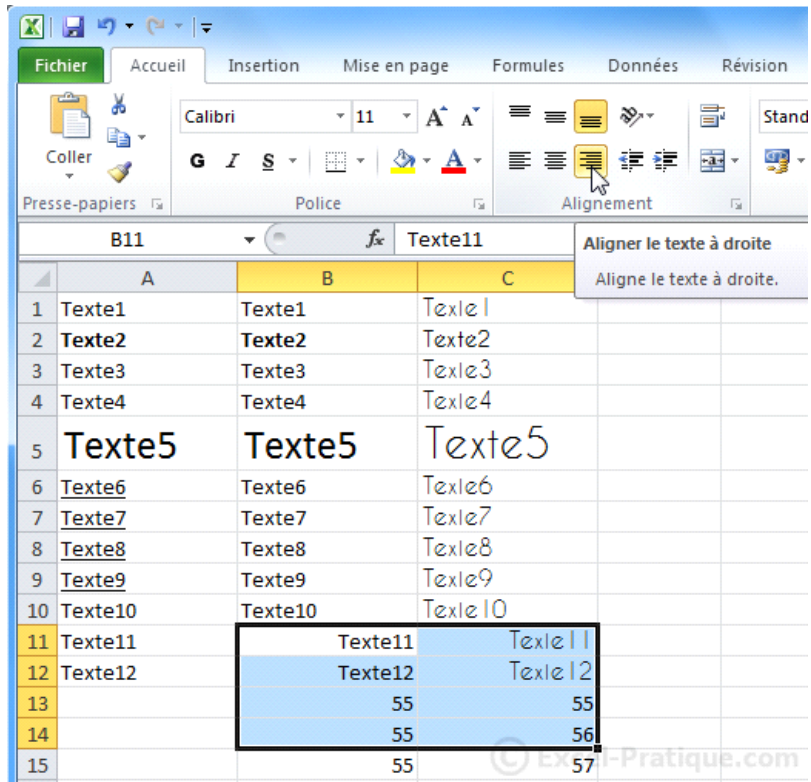 Fichier Accueil Insertion Mise en page Formules Données Révision
Calibri 11 A A Stand
Coller G I S A
Presse-papiers Police Alignement
B11 fx Texte11
Aligner le texte à droite
Aligne le texte à droite.
A B C
1 Texte1 Texte1 Texte1
2 Texte2 Texte2 Texte2
3 Texte3 Texte3 Texte3
4 Texte4 Texte4 Texte4
5 Texte5 Texte5 Texte5
6 Texte6 Texte6 Texte6
7 Texte7 Texte7 Texte7
8 Texte8 Texte8 Texte8
9 Texte9 Texte9 Texte9
10 Texte10 Texte10 Texte10
11 Texte11 Texte11 Texte11
12 Texte12 Texte12 Texte12
13 55 55
14 55 56
15 55 57
© Excel-Pratique.com